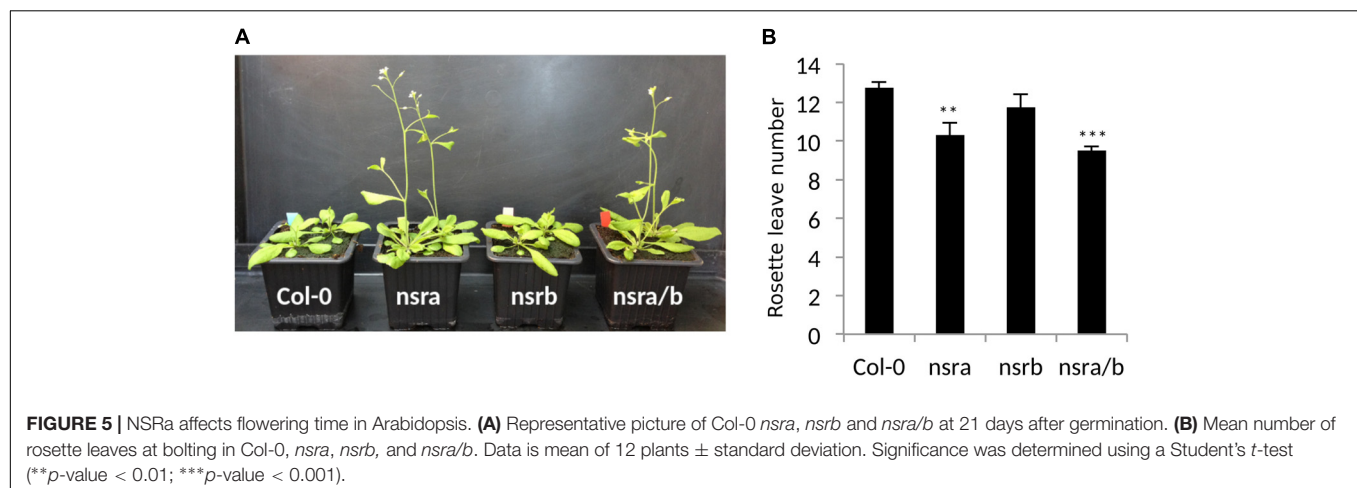 A
B
Col-0
nsra
nsrb
nsra/b
Rosette leave number
14
12
10
8
6
4
2
0
**
***
Col-0 nsra nsrb nsra/b
FIGURE 5 | NSRa affects flowering time in Arabidopsis. (A) Representative picture of Col-0 nsra, nsrb and nsra/b at 21 days after germination. (B) Mean number of
rosette leaves at bolting in Col-0, nsra, nsrb, and nsra/b. Data is mean of 12 plants ± standard deviation. Significance was determined using a Student's t-test
(**p-value < 0.01; ***p-value < 0.001).